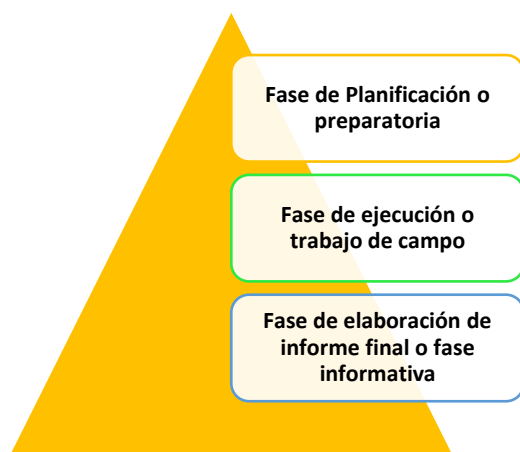 Fase de Planificación o
preparatoria
Fase de ejecución o
trabajo de campo
Fase de elaboración de
informe final o fase
informativa